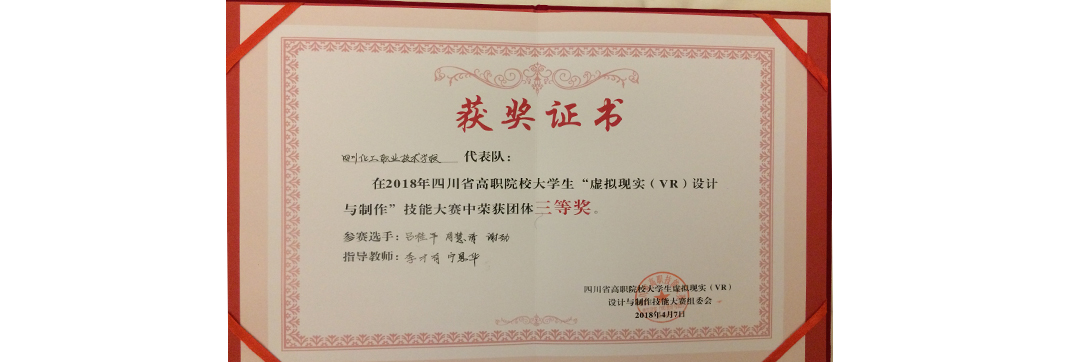 获奖证书
四川化工职业技术学校 代表队：
在2018年四川省高职院校大学生“虚拟现实（VR）设计
与制作”技能大赛中荣获团体三等奖。
参赛选手：
指导教师：
四川省高职院校大学生虚拟现实（VR）
设计与制作技能大赛组委会
2018年4月7日